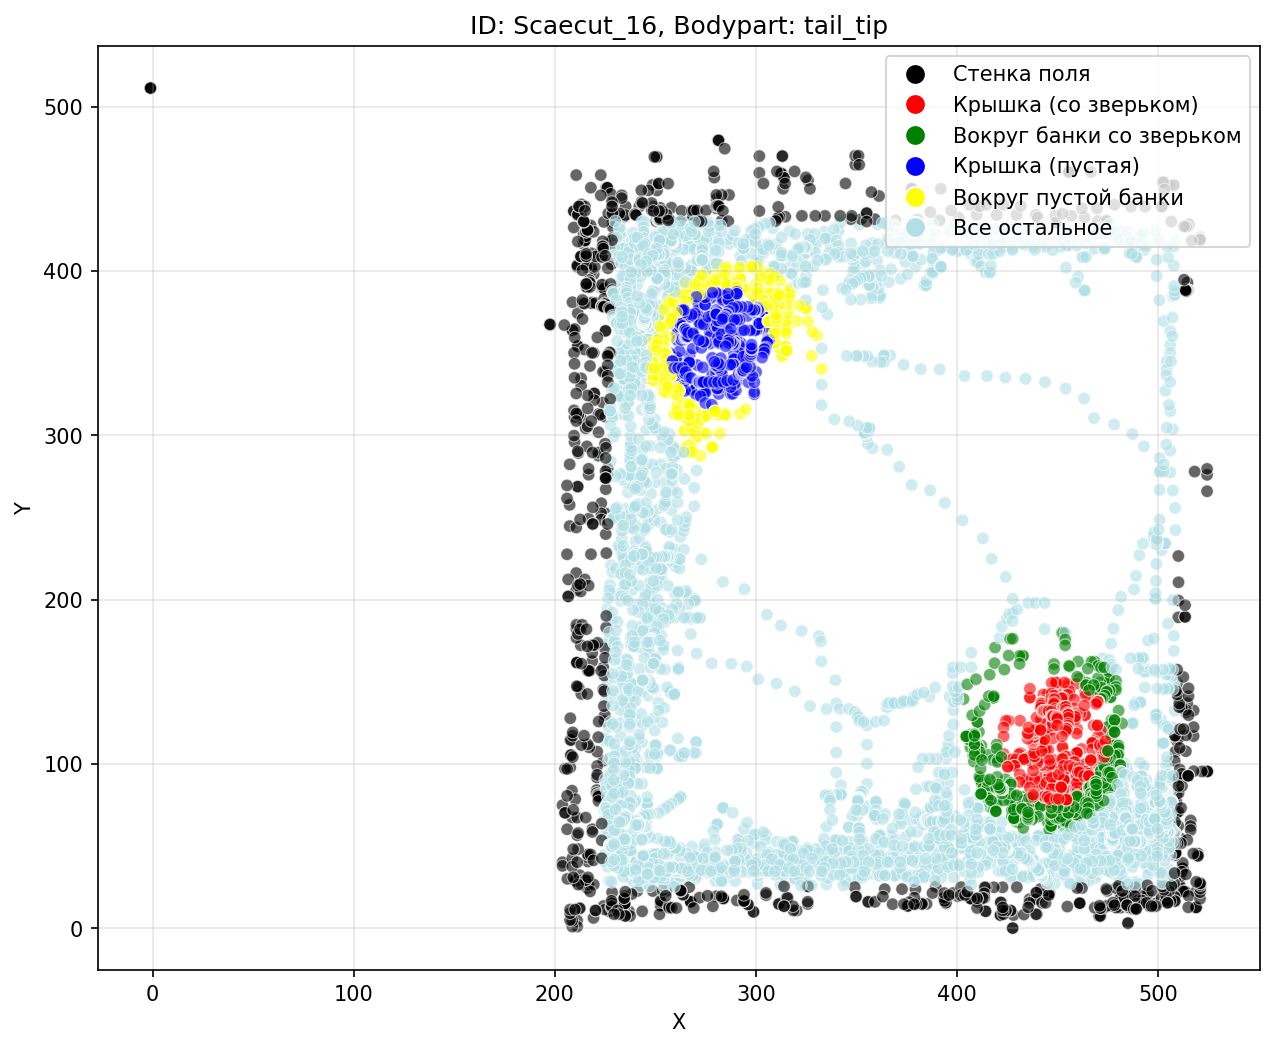 ID: Scaecut_16, Bodypart: tail_tip
Стенка поля
Крышка (со зверьком)
Вокруг банки со зверьком
Крышка (пустая)
Вокруг пустой банки
Все остальное
500
400
300
200
100
0
Y
0 100 200 300 400 500
X